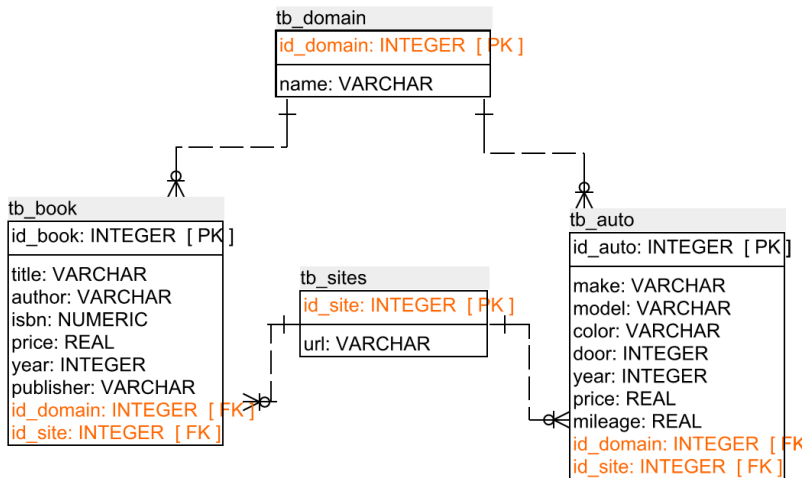 tb_domain
id_domain: INTEGER [ PK ]
name: VARCHAR
tb_book
id_book: INTEGER [ PK ]
title: VARCHAR
author: VARCHAR
isbn: NUMERIC
price: REAL
year: INTEGER
publisher: VARCHAR
id_domain: INTEGER [ FK ]
id_site: INTEGER [ FK ]
tb_sites
id_site: INTEGER [ PK ]
url: VARCHAR
tb_auto
id_auto: INTEGER [ PK ]
make: VARCHAR
model: VARCHAR
color: VARCHAR
door: INTEGER
year: INTEGER
price: REAL
mileage: REAL
id_domain: INTEGER [ FK
id_site: INTEGER [ FK ]